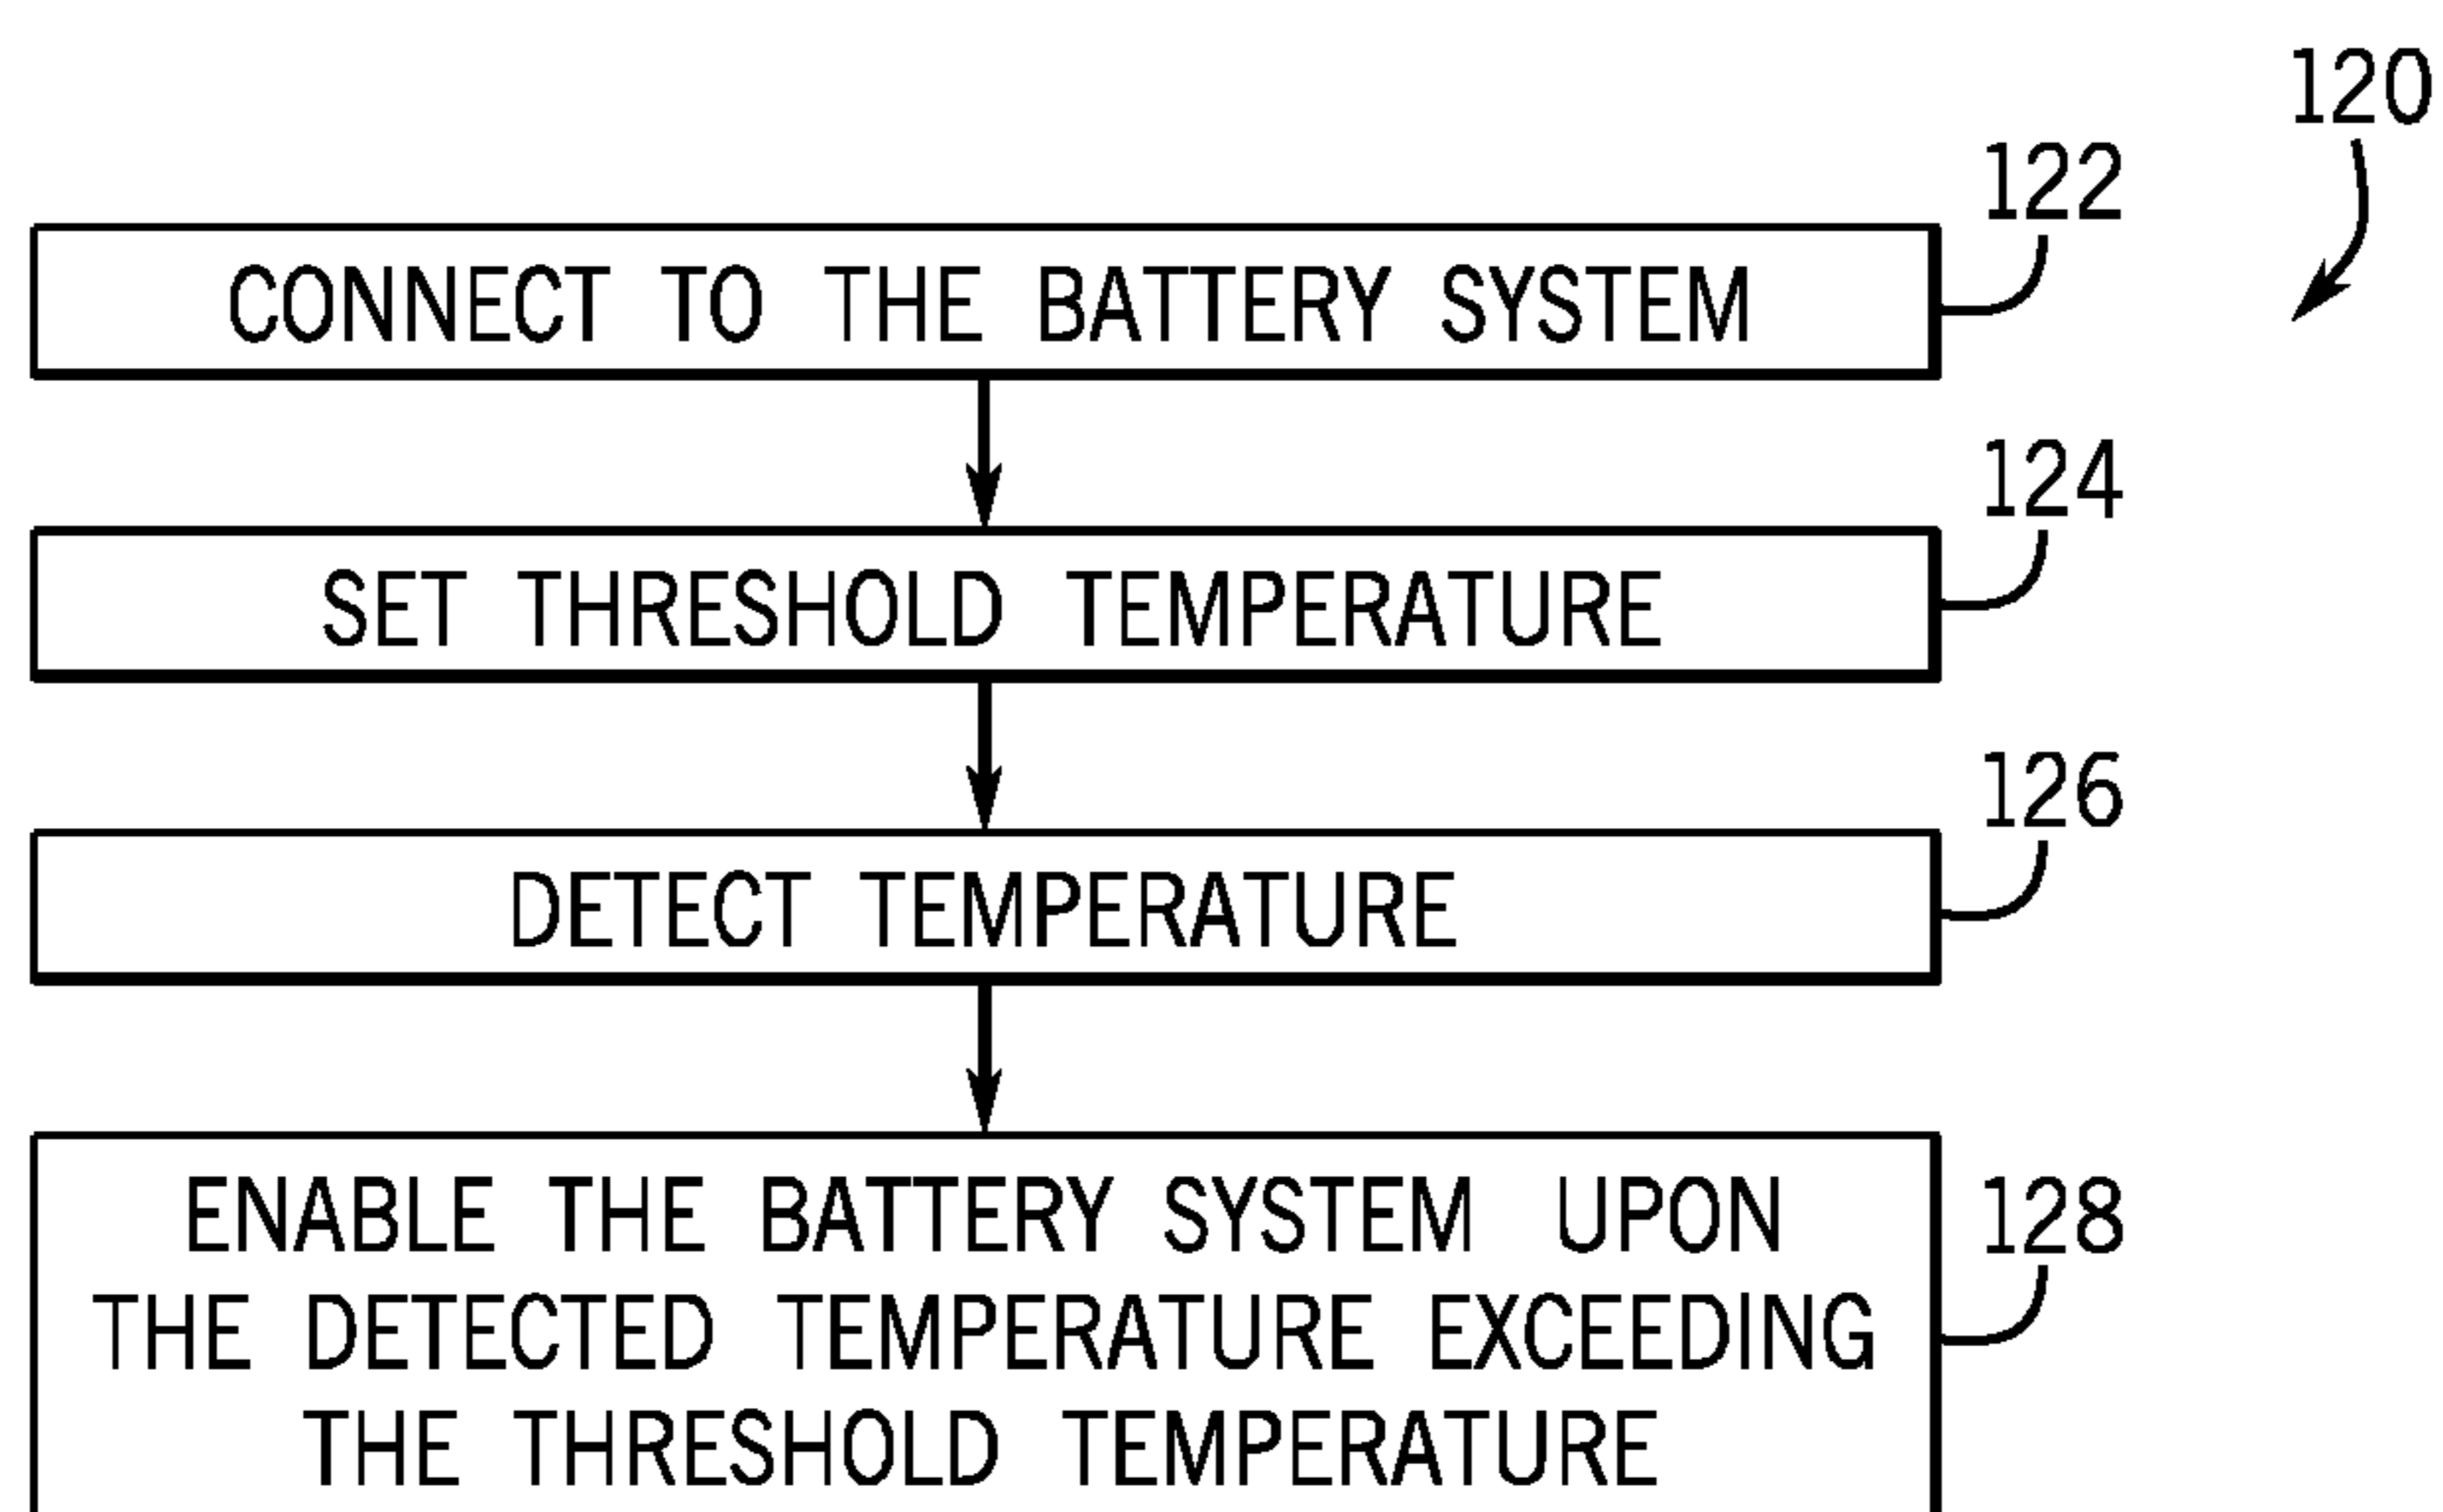 120
122
CONNECT TO THE BATTERY SYSTEM
124
SET THRESHOLD TEMPERATURE
126
DETECT TEMPERATURE
128
ENABLE THE BATTERY SYSTEM UPON
THE DETECTED TEMPERATURE EXCEEDING
THE THRESHOLD TEMPERATURE